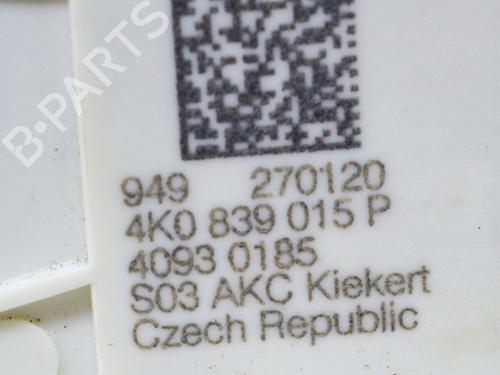 B-PARTS
949 270120
4K0 839 015 P
4093 0185
S03 AKC Kiekert
Czech Republic